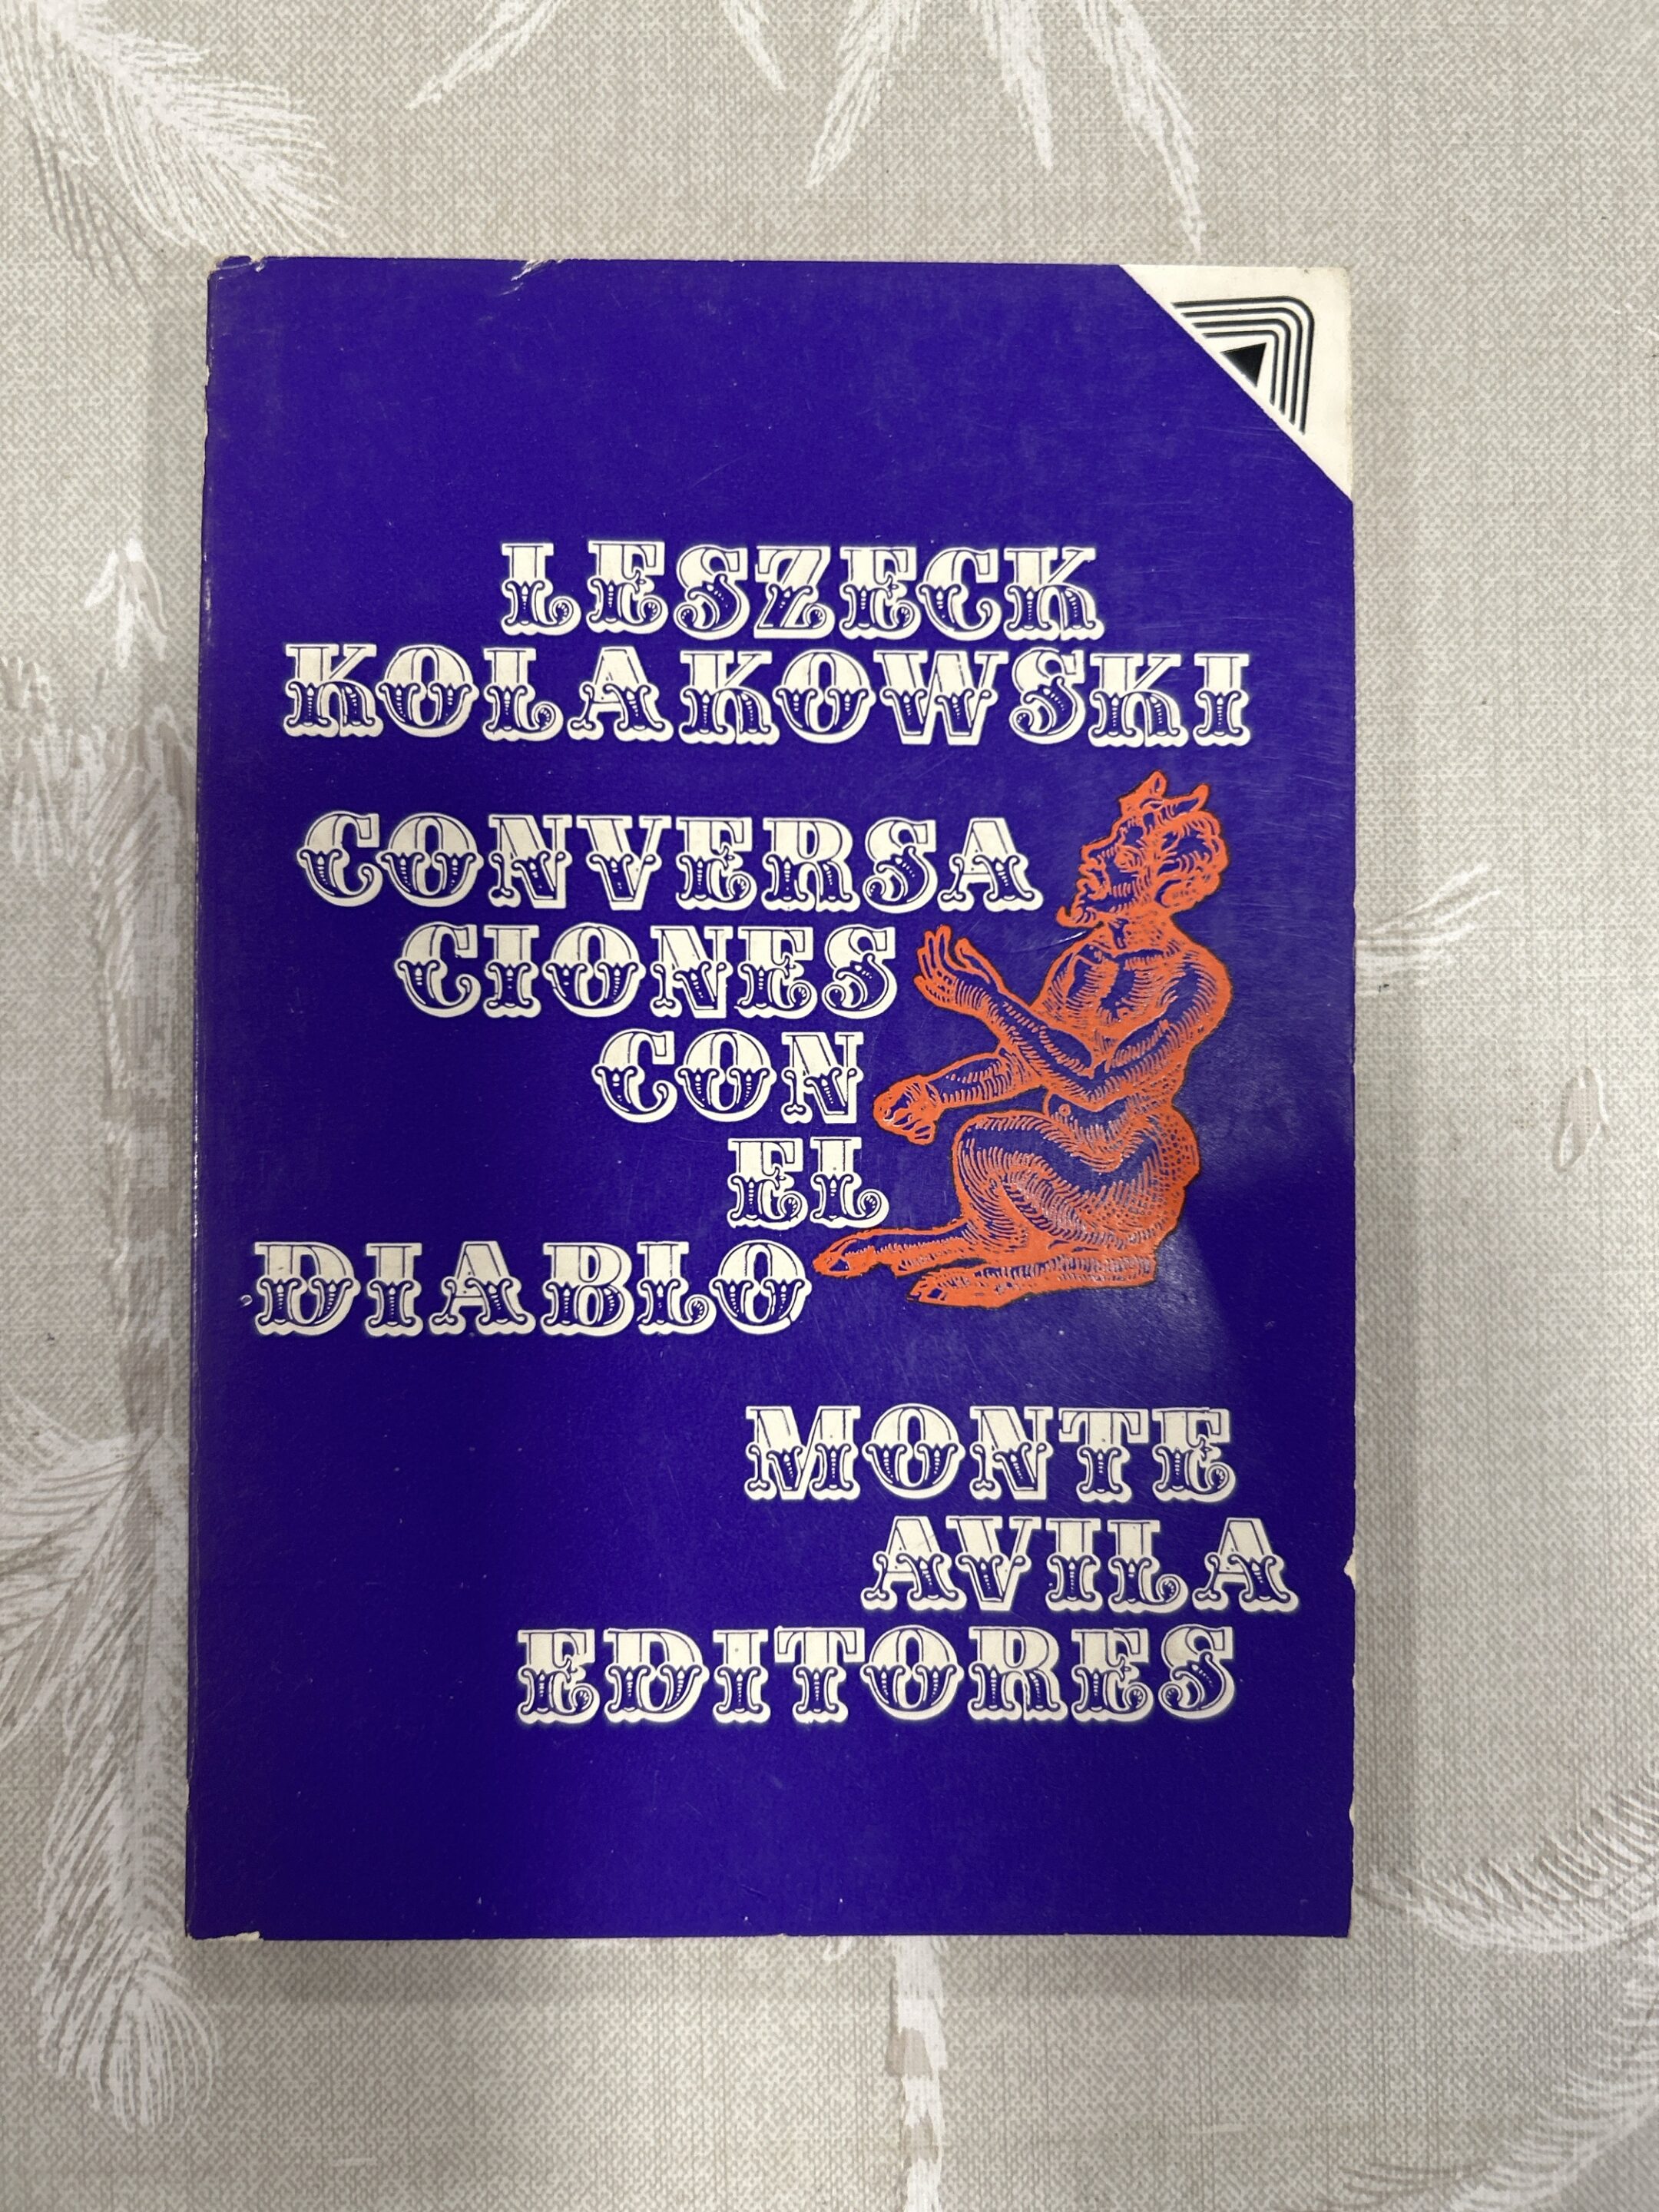 LESZECK
KOLAKOWSKI
CONVERSA
CIONES
CON
EL
DIABLO
MONTE
AVILA
EDITORES